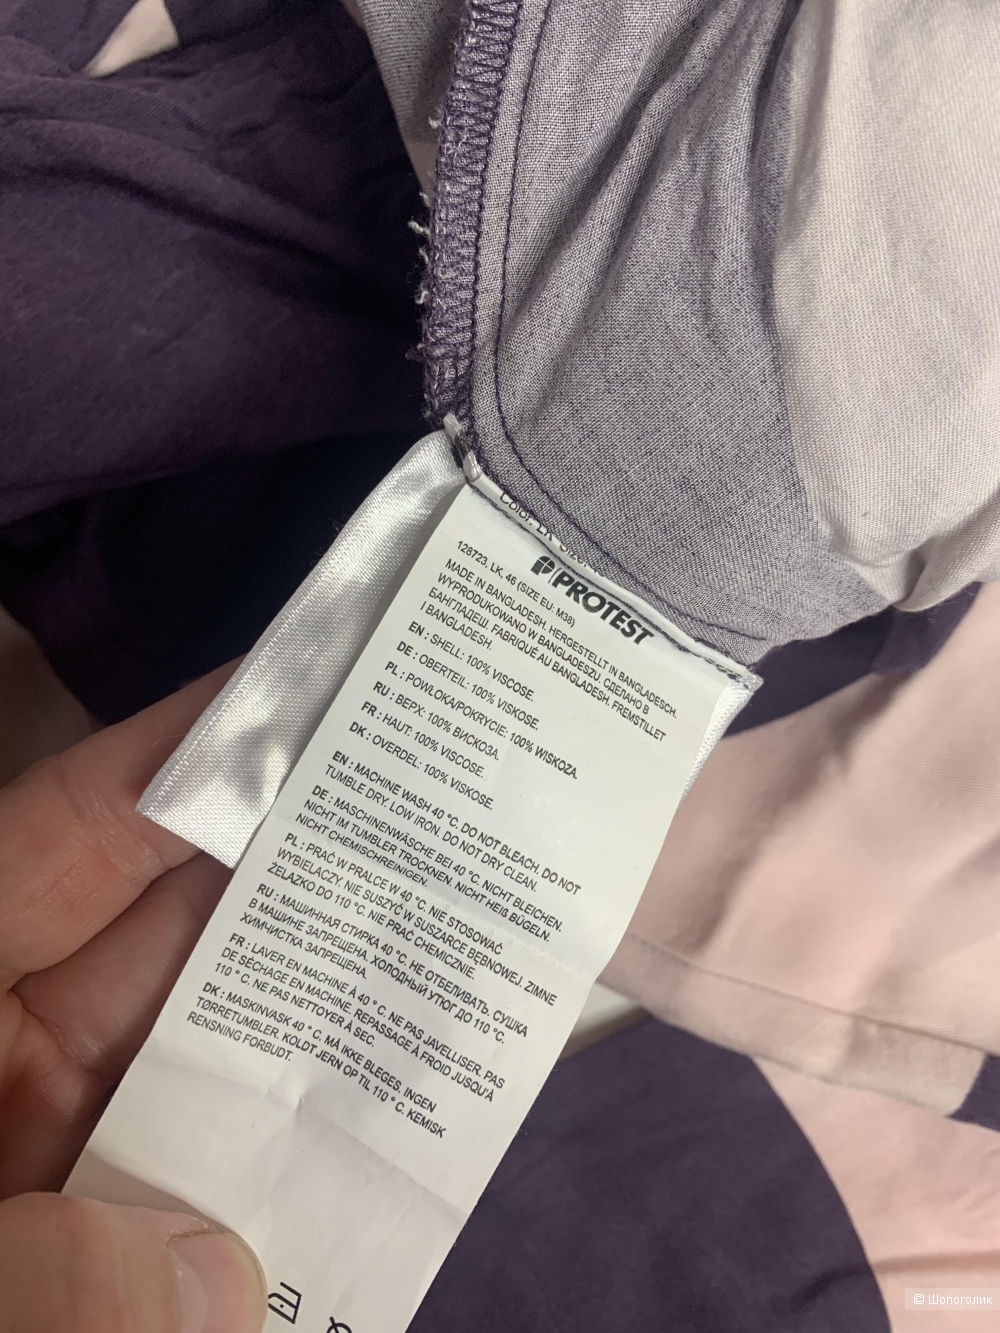 Color: LK Size:
PROTEST
128723, LK, 46 (SIZE EU: M38)
MADE IN BANGLADESH. HERGESTELLT IN BANGLADESCH.
WYPRODUKOWANO W BANGLADESZU. СДЕЛАНО В
БАНГЛАДЕШ. FABRIQUÉ AU BANGLADESH. FREMSTILLET
I BANGLADESH.
EN : SHELL: 100% VISCOSE.
DE : OBERTEIL: 100% VISKOSE.
PL : POWŁOKA/POKRYCIE: 100% WISKOZA.
RU : ВЕРХ: 100% ВИСКОЗА.
FR : HAUT: 100% VISCOSE.
DK : OVERDEL: 100% VISKOSE.
EN : MACHINE WASH 40 °C. DO NOT BLEACH. DO NOT
TUMBLE DRY. LOW IRON. DO NOT DRY CLEAN.
DE : MASCHINENWÄSCHE BEI 40 °C. NICHT BLEICHEN.
NICHT IM TUMBLER TROCKNEN. NICHT HEIß BÜGELN.
NICHT CHEMISCHREINIGEN.
PL : PRAĆ W PRALCE W 40 °C. NIE STOSOWAĆ
WYBIELACZY. NIE SUSZYĆ W SUSZARCE BĘBNOWEJ. ZIMNE
ŻELAZKO DO 110 °C. NIE PRAĆ CHEMICZNIE.
RU : МАШИННАЯ СТИРКА 40 °C. НЕ ОТБЕЛИВАТЬ. СУШКА
В МАШИНЕ ЗАПРЕЩЕНА. ХОЛОДНЫЙ УТЮГ ДО 110 °C.
ХИМЧИСТКА ЗАПРЕЩЕНА.
FR : LAVER EN MACHINE À 40 ° C. NE PAS JAVELLISER. PAS
DE SÉCHAGE EN MACHINE. REPASSAGE À FROID JUSQU'À
110 ° C. NE PAS NETTOYER À SEC.
DK : MASKINVASK 40 ° C. MÅ IKKE BLEGES. INGEN
TØRRETUMBLER. KOLDT JERN OP TIL 110 ° C. KEMISK
RENSNING FORBUDT.
© Шопоголик